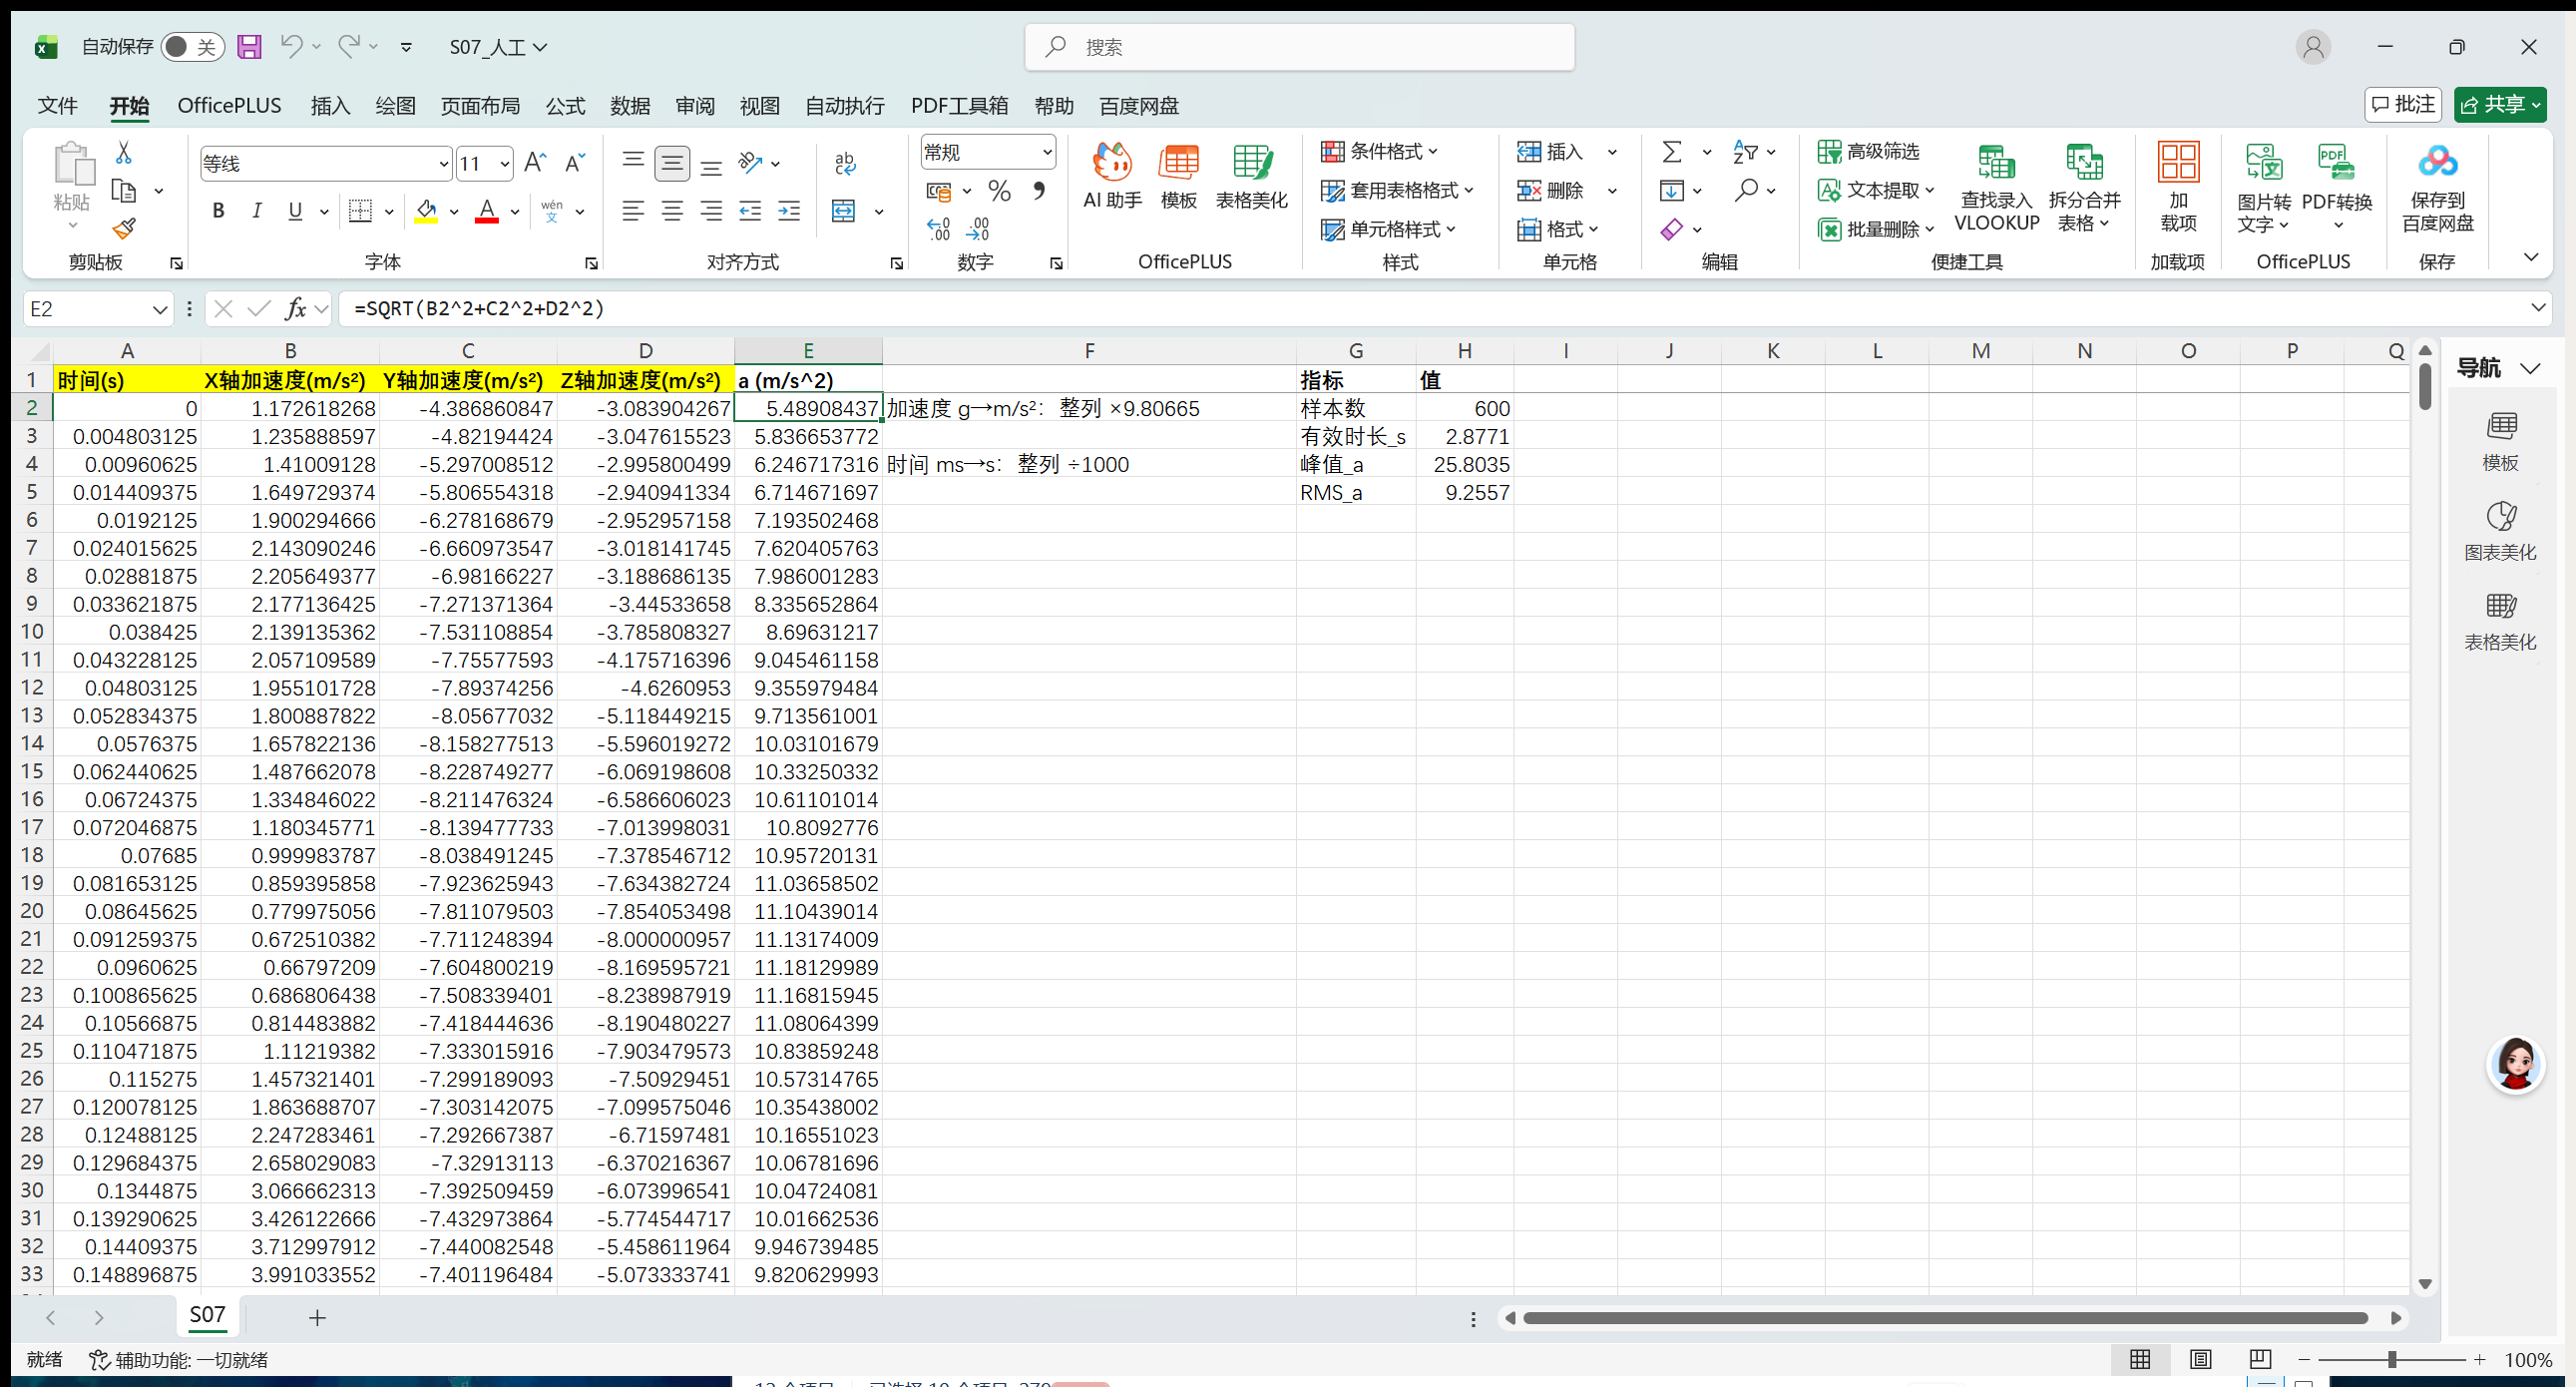 自动保存 关 S07_人工 搜索
文件 开始 OfficePLUS 插入 绘图 页面布局 公式 数据 审阅 视图 自动执行 PDF工具箱 帮助 百度网盘 批注 共享
粘贴 等线 11 常规 AI 助手 模板 表格美化 条件格式 套用表格格式 单元格样式 插入 删除 格式 高级筛选 文本提取 批量删除 查找录入 VLOOKUP 拆分合并 表格 加 载项 图片转 文字 PDF转换 保存到 百度网盘
剪贴板 字体 对齐方式 数字 OfficePLUS 样式 单元格 编辑 便捷工具 加载项 OfficePLUS 保存
E2 fx =SQRT(B2^2+C2^2+D2^2)
A B C D E F G H I J K L M N O P Q
1 时间(s) X轴加速度(m/s²) Y轴加速度(m/s²) Z轴加速度(m/s²) a (m/s^2) 指标 值
2 0 1.172618268 -4.386860847 -3.083904267 5.48908437 加速度 g→m/s²：整列 ×9.80665 样本数 600
3 0.004803125 1.235888597 -4.82194424 -3.047615523 5.836653772 有效时长_s 2.8771
4 0.00960625 1.41009128 -5.297008512 -2.995800499 6.246717316 时间 ms→s：整列 ÷1000 峰值_a 25.8035
5 0.014409375 1.649729374 -5.806554318 -2.940941334 6.714671697 RMS_a 9.2557
6 0.0192125 1.900294666 -6.278168679 -2.952957158 7.193502468
7 0.024015625 2.143090246 -6.660973547 -3.018141745 7.620405763
8 0.02881875 2.205649377 -6.98166227 -3.188686135 7.986001283
9 0.033621875 2.177136425 -7.271371364 -3.44533658 8.335652864
10 0.038425 2.139135362 -7.531108854 -3.785808327 8.69631217
11 0.043228125 2.057109589 -7.75577593 -4.175716396 9.045461158
12 0.04803125 1.955101728 -7.89374256 -4.6260953 9.355979484
13 0.052834375 1.800887822 -8.05677032 -5.118449215 9.713561001
14 0.0576375 1.657822136 -8.158277513 -5.596019272 10.03101679
15 0.062440625 1.487662078 -8.228749277 -6.069198608 10.33250332
16 0.06724375 1.334846022 -8.211476324 -6.586606023 10.61101014
17 0.072046875 1.180345771 -8.139477733 -7.013998031 10.8092776
18 0.07685 0.999983787 -8.038491245 -7.378546712 10.95720131
19 0.081653125 0.859395858 -7.923625943 -7.634382724 11.03658502
20 0.08645625 0.779975056 -7.811079503 -7.854053498 11.10439014
21 0.091259375 0.672510382 -7.711248394 -8.000000957 11.13174009
22 0.0960625 0.66797209 -7.604800219 -8.169595721 11.18129989
23 0.100865625 0.686806438 -7.508339401 -8.238987919 11.16815945
24 0.10566875 0.814483882 -7.418444636 -8.190480227 11.08064399
25 0.110471875 1.11219382 -7.333015916 -7.903479573 10.83859248
26 0.115275 1.457321401 -7.299189093 -7.50929451 10.57314765
27 0.120078125 1.863688707 -7.303142075 -7.099575046 10.35438002
28 0.12488125 2.247283461 -7.292667387 -6.71597481 10.16551023
29 0.129684375 2.658029083 -7.32913113 -6.370216367 10.06781696
30 0.1344875 3.066662313 -7.392509459 -6.073996541 10.04724081
31 0.139290625 3.426122666 -7.432973864 -5.774544717 10.01662536
32 0.14409375 3.712997912 -7.440082548 -5.458611964 9.946739485
33 0.148896875 3.991033552 -7.401196484 -5.073333741 9.820629993
导航
模板
图表美化
表格美化
S07
就绪 辅助功能: 一切就绪 100%